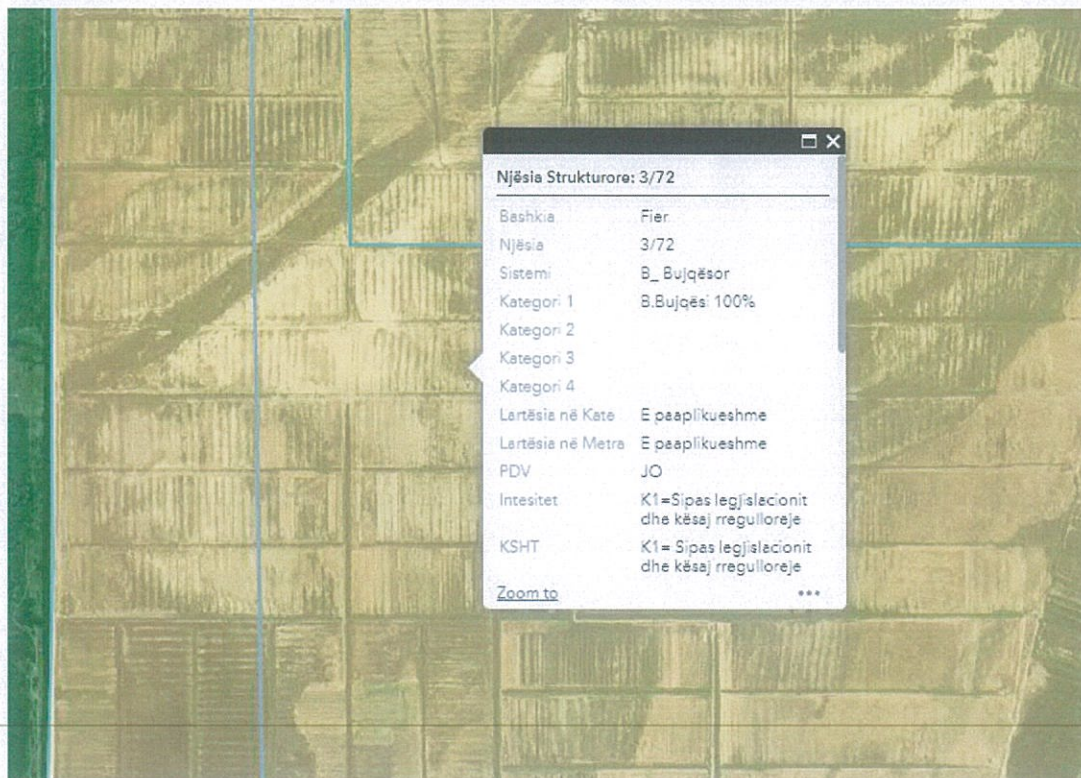 Njësia Strukturore: 3/72
Bashkia Fier
Njësia 3/72
Sistemi B_ Bujqësor
Kategori 1 B.Bujqësi 100%
Kategori 2
Kategori 3
Kategori 4
Lartësia në Kate E paaplikueshme
Lartësia në Metra E paaplikueshme
PDV JO
Intesitet K1=Sipas legjislacionit
dhe kësaj rregulloreje
KSHT K1= Sipas legjislacionit
dhe kësaj rregulloreje
Zoom to